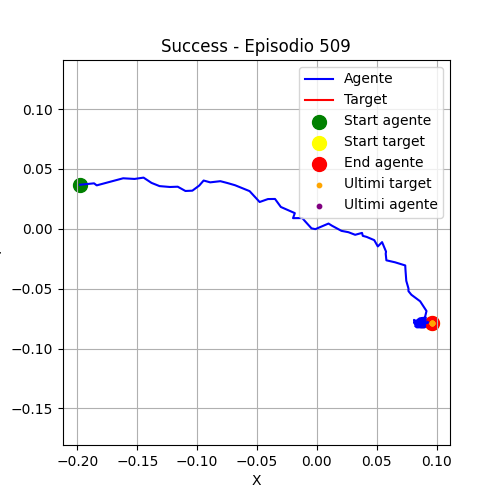 Success - Episodio 509
Agente
Target
Start agente
Start target
End agente
Ultimi target
Ultimi agente
0.10
0.05
0.00
−0.05
−0.10
−0.15
−0.20
−0.15
−0.10
−0.05
0.00
0.05
0.10
X